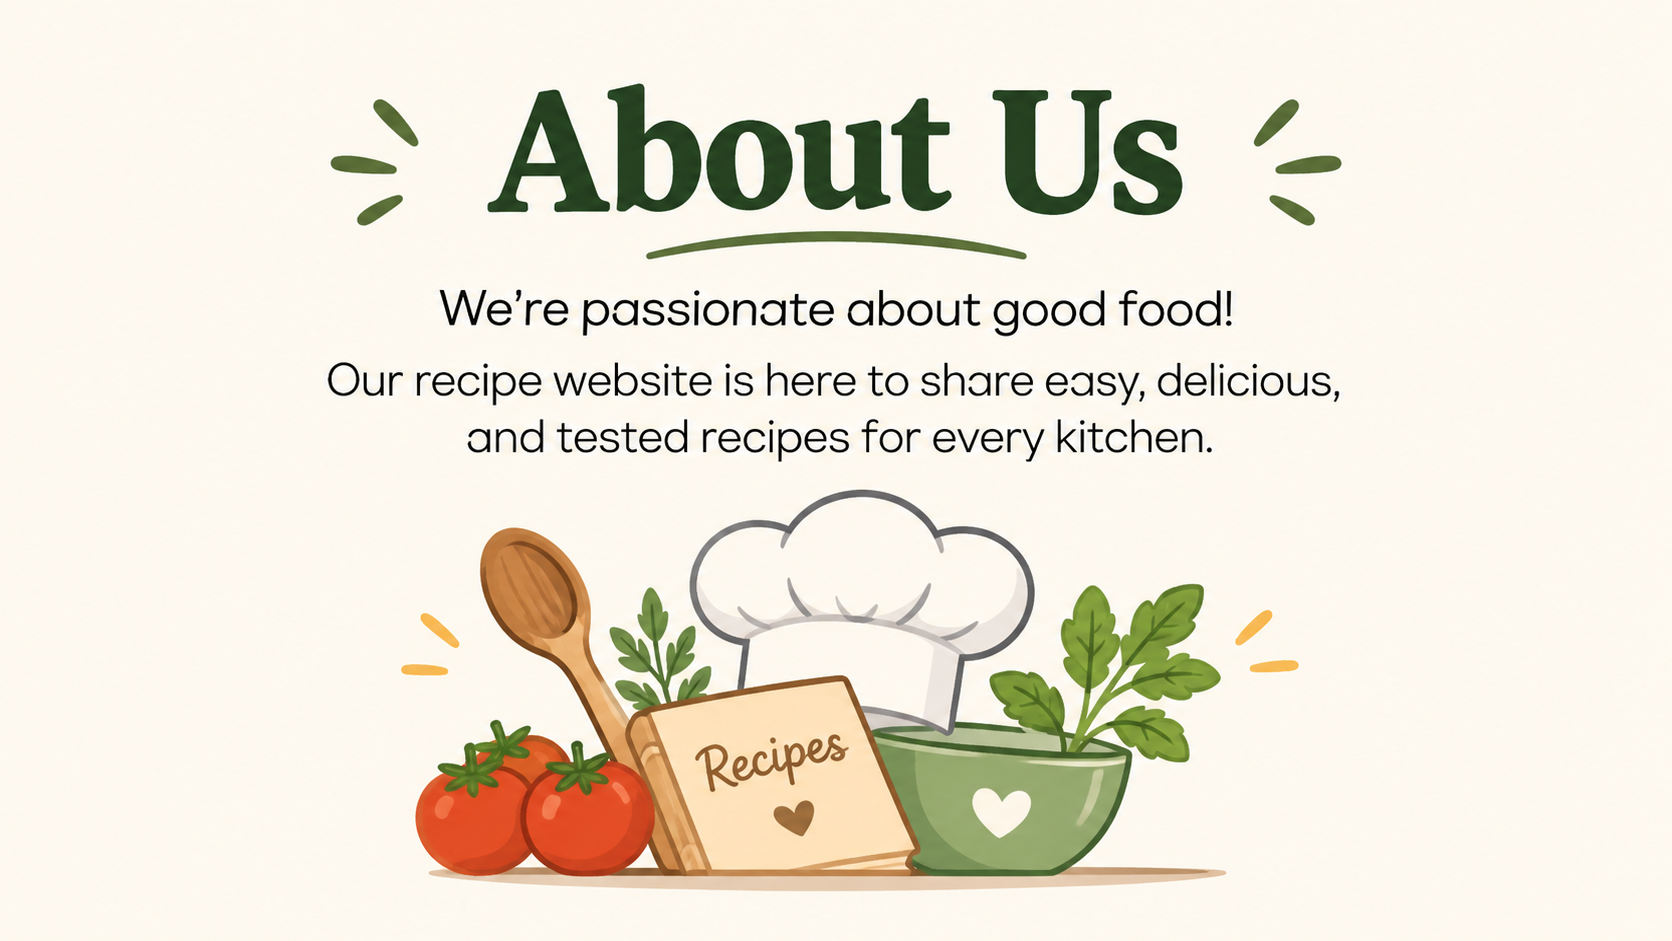 About Us
We're passionate about good food!
Our recipe website is here to share easy, delicious,
and tested recipes for every kitchen.
Recipes